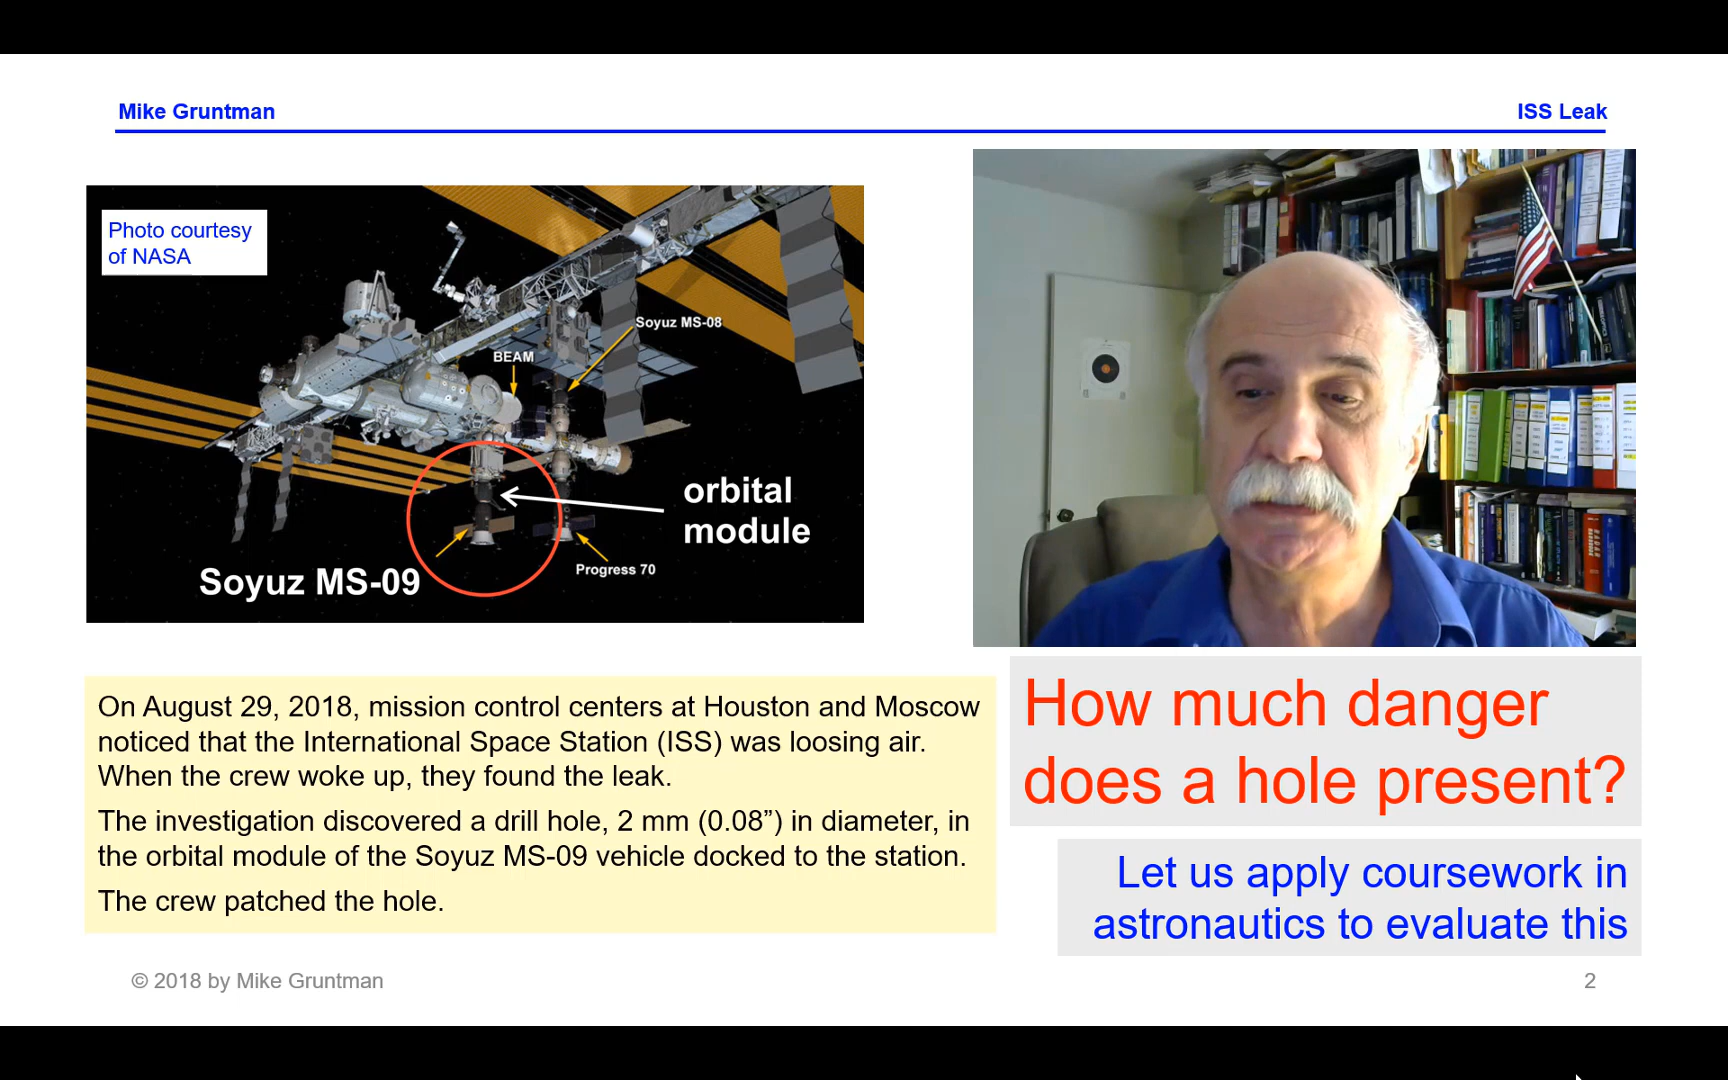 Mike Gruntman
ISS Leak
Photo courtesy
of NASA
Soyuz MS-08
BEAM
orbital
module
Soyuz MS-09
Progress 70
On August 29, 2018, mission control centers at Houston and Moscow
noticed that the International Space Station (ISS) was loosing air.
When the crew woke up, they found the leak.
The investigation discovered a drill hole, 2 mm (0.08”) in diameter, in
the orbital module of the Soyuz MS-09 vehicle docked to the station.
The crew patched the hole.
How much danger
does a hole present?
Let us apply coursework in
astronautics to evaluate this
© 2018 by Mike Gruntman
2